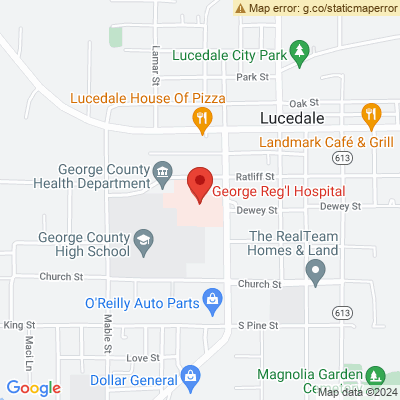 Map error: g.co/staticmaperror
Lamar St
Lucedale City Park
Park St
Lucedale House Of Pizza
Oak St
Lucedale
Landmark Café & Grill
613
George County
Health Department
Ratliff St
George Reg'l Hospital
Dewey St
Dewey St
George County
High School
The RealTeam
Homes & Land
Church St
Church St
O'Reilly Auto Parts
613
King St
Mable St
S Pine St
Maci Ln
Love St
Dollar General
Magnolia Garden
Cemetery
Google
Map data ©2024